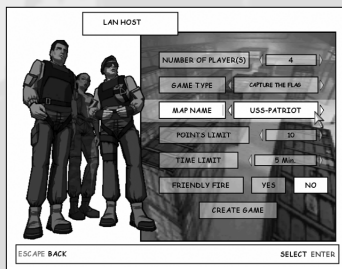 LAN HOST
NUMBER OF PLAYER(S) 4
GAME TYPE CAPTURE THE FLAG
MAP NAME USS-PATRIOT
POINTS LIMIT 10
TIME LIMIT 5 Min.
FRIENDLY FIRE YES NO
CREATE GAME
ESCAPE BACK SELECT ENTER